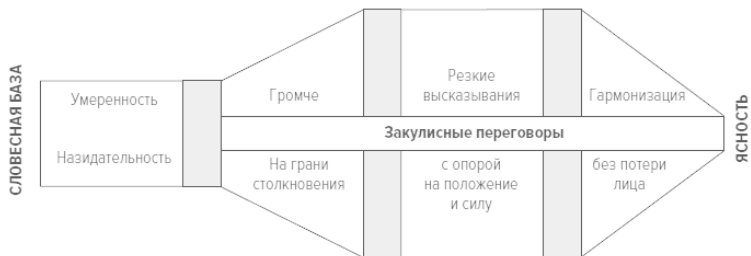 СЛОВЕСНАЯ БАЗА
Умеренность
Назидательность
Громче
На грани
столкновения
Резкие
высказывания
Закулисные переговоры
с опорой
на положение
и силу
Гармонизация
без потери
лица
ЯСНОСТЬ